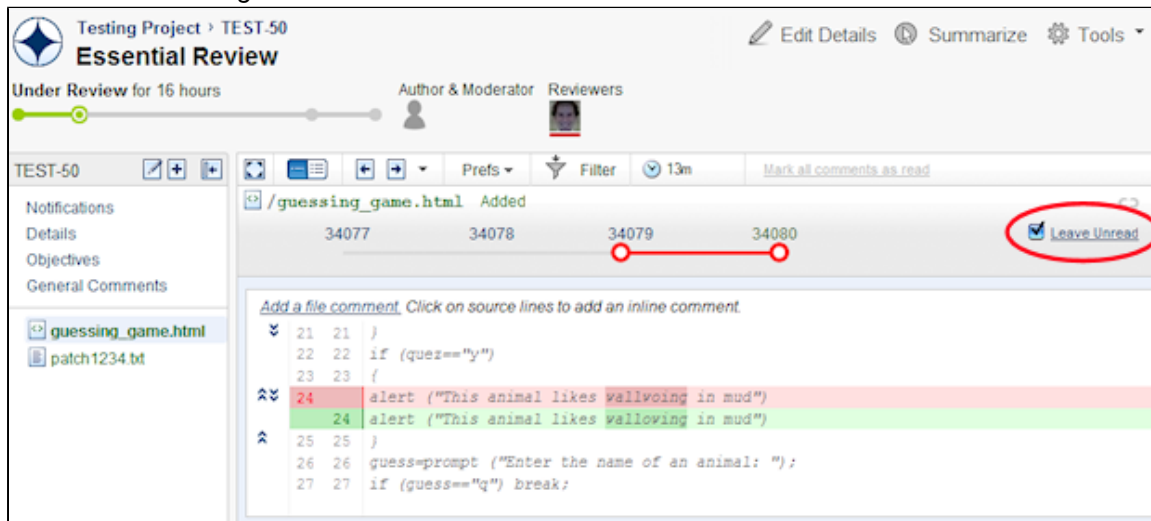 Testing Project › TEST-50
Essential Review
Edit Details Summarize Tools
Under Review for 16 hours
Author & Moderator Reviewers
TEST-50
Prefs Filter 13m Mark all comments as read
Notifications
Details
Objectives
General Comments
guessing_game.html
patch1234.txt
/guessing_game.html Added
34077 34078 34079 34080
Leave Unread
Add a file comment. Click on source lines to add an inline comment.
21 21 }
22 22 if (quez=="y")
23 23 {
24 alert ("This animal likes wallvoing in mud")
24 alert ("This animal likes wallowing in mud")
25 25 }
26 26 guess=prompt ("Enter the name of an animal: ");
27 27 if (guess=="q") break;